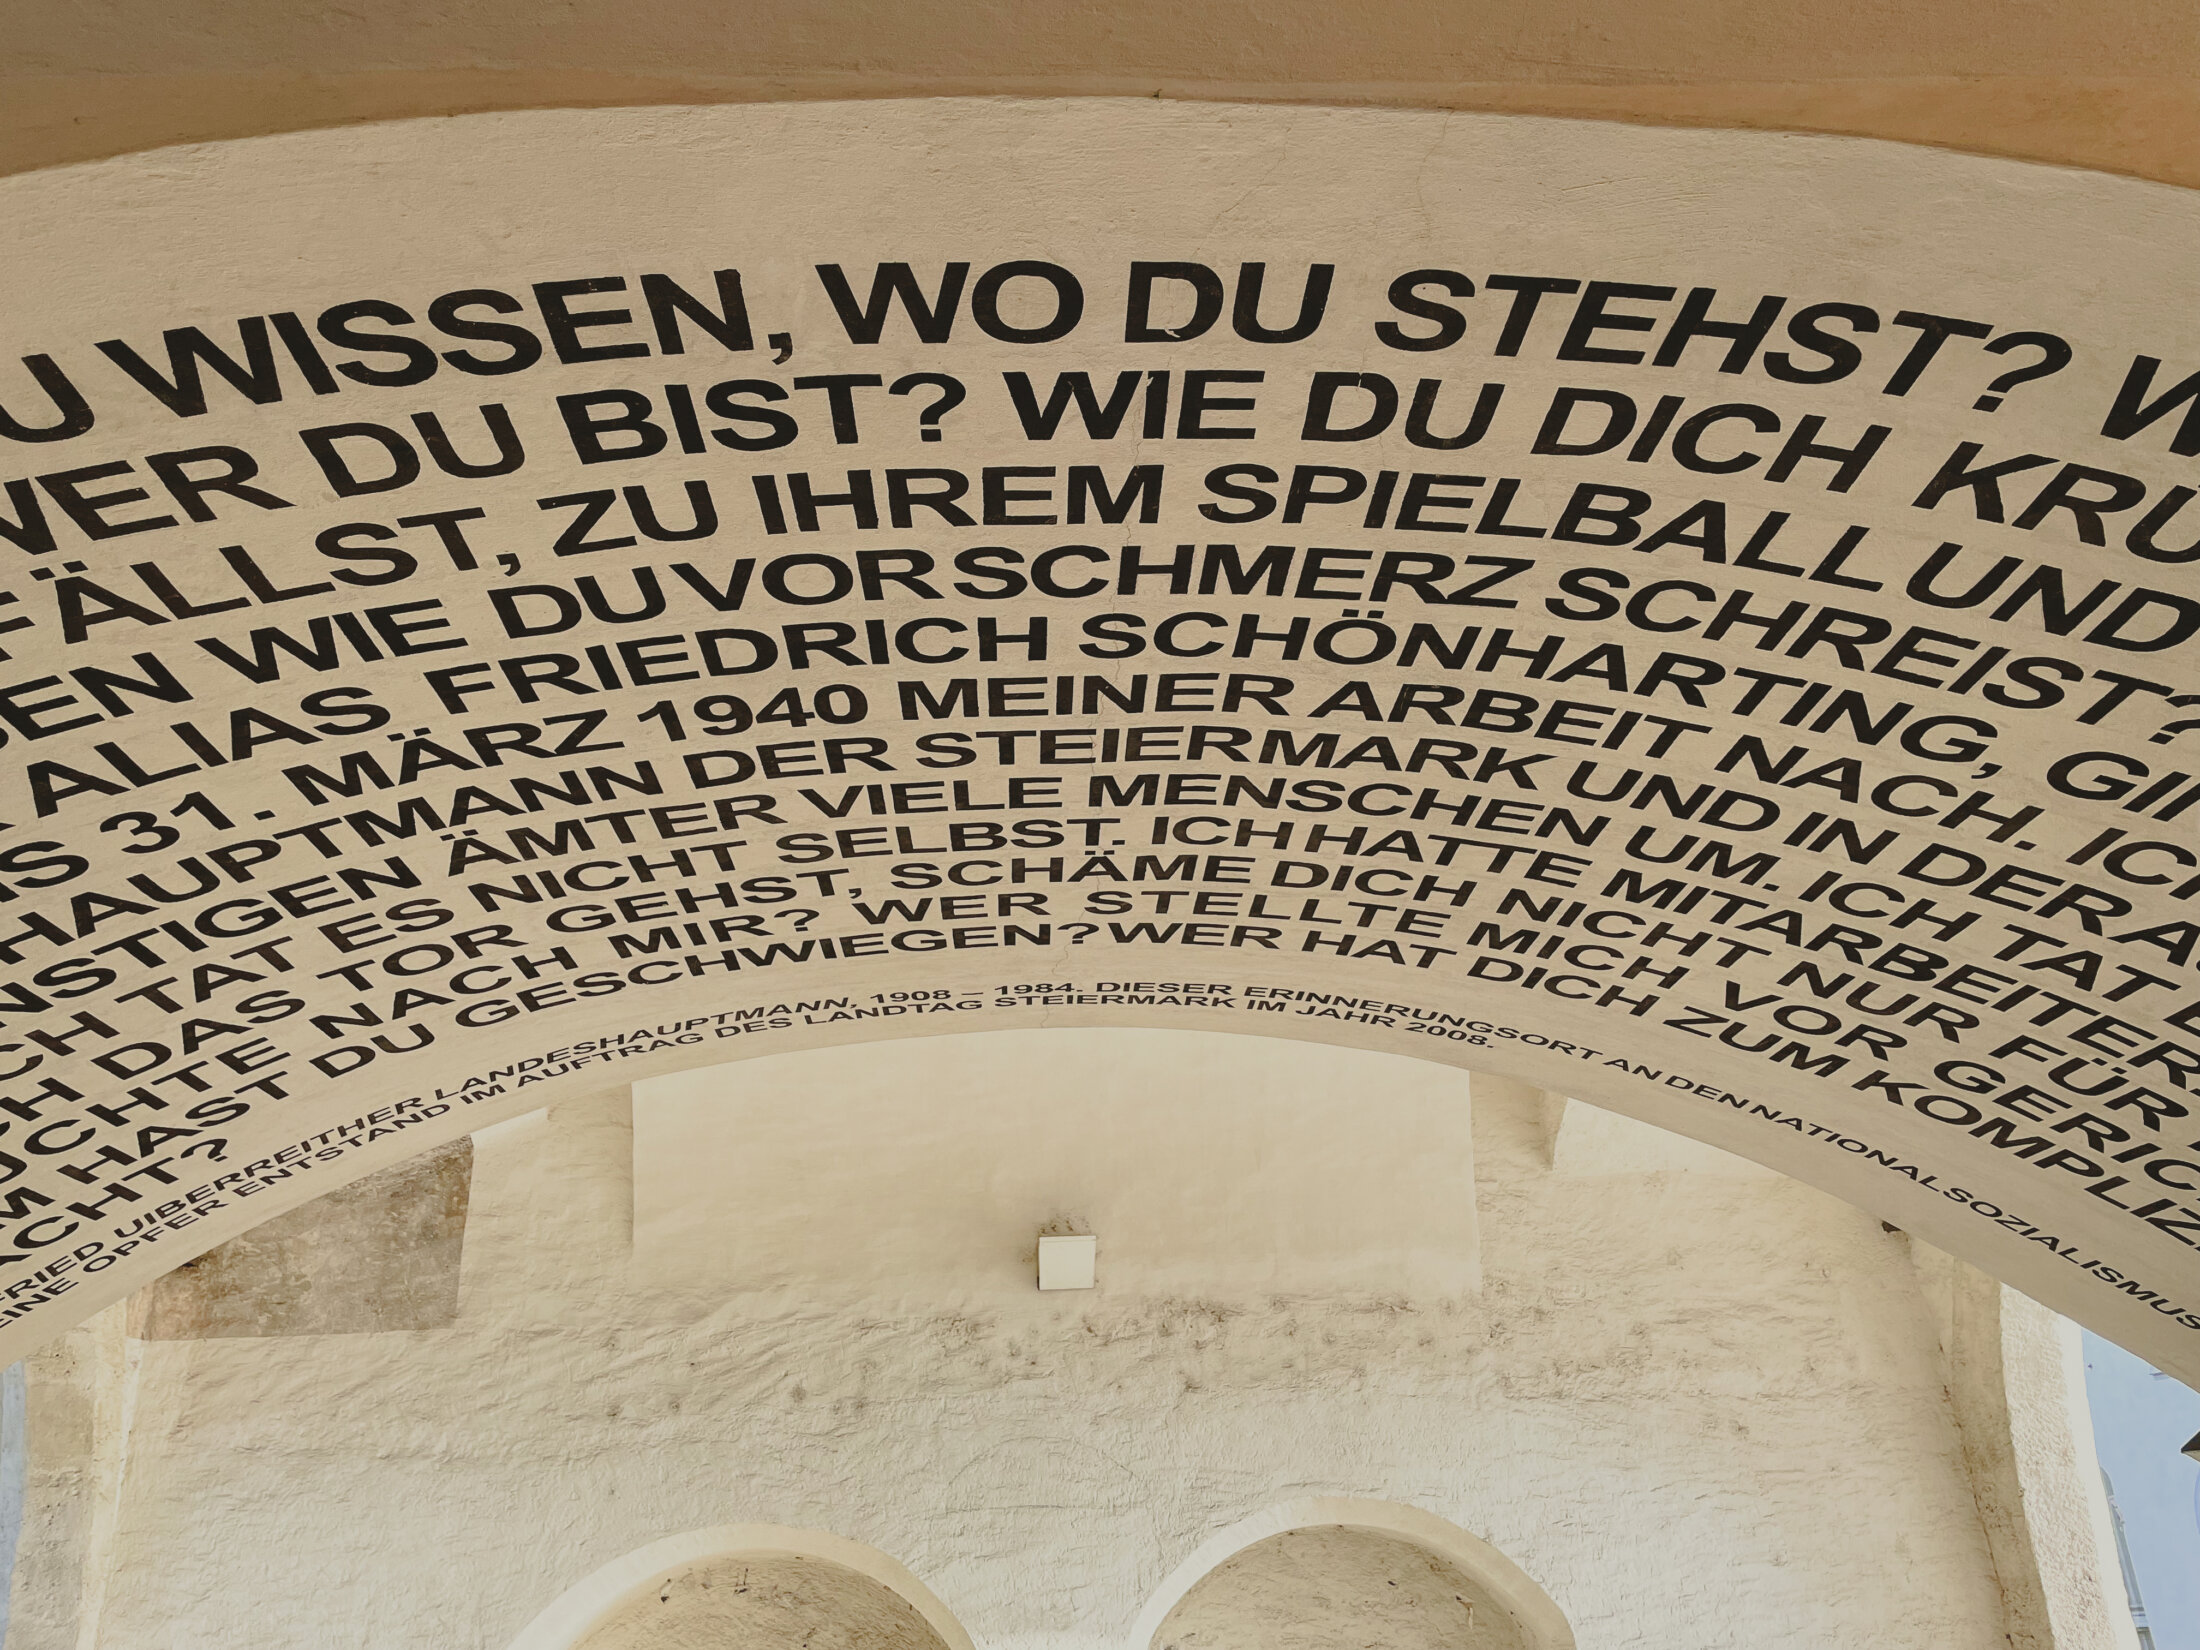 U WISSEN, WO DU STEHST? W
WER DU BIST? WIE DU DICH KRÜ
FÄLLST, ZU IHREM SPIELBALL UND
EN WIE DU VOR SCHMERZ SCHREIST?
ALIAS FRIEDRICH SCHÖNHARTING, GI
IS 31. MÄRZ 1940 MEINER ARBEIT NACH. IC
HAUPTMANN DER STEIERMARK UND IN DER A
NSTIGEN ÄMTER VIELE MENSCHEN UM. ICH TAT E
CH TAT ES NICHT SELBST. ICH HATTE MITARBEITER
CH DAS TOR GEHST, SCHÄME DICH NICHT NUR FÜR
UCHTE NACH MIR? WER STELLTE MICH VOR GERIC
M HAST DU GESCHWIEGEN? WER HAT DICH ZUM KOMPLIZ
ACHT?
FRIED UIBERREITHER LANDESHAUPTMANN, 1908 – 1984. DIESER ERINNERUNGSORT AN DEN NATIONALSOZIALISMUS
EINE OPFER ENTSTAND IM AUFTRAG DES LANDTAG STEIERMARK IM JAHR 2008.